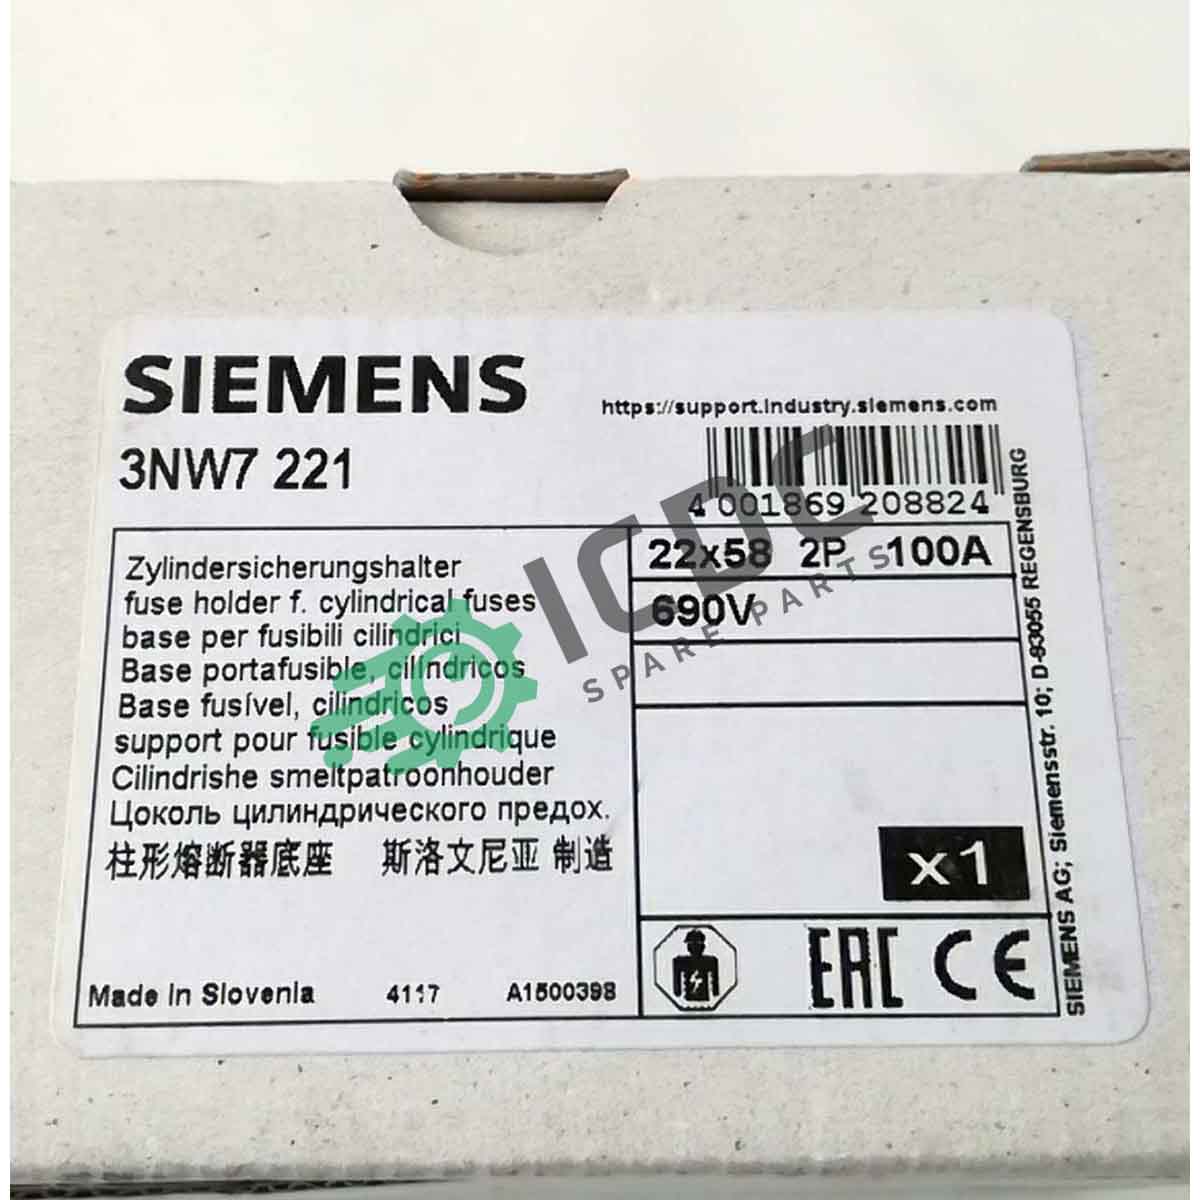 SIEMENS
3NW7 221
https://support.industry.siemens.com
4 001869 208824
Zylindersicherungshalter
fuse holder f. cylindrical fuses
base per fusibili cilindrici
Base portafusible, cilíndricos
Base fusível, cilíndricos
support pour fusible cylindrique
Cilindrishe smeltpatroonhouder
Цоколь цилиндрического предох.
柱形熔断器底座 斯洛文尼亚 制造
Made in Slovenia 4117 A1500398
22x58 2P 100A
690V
x1
EAC CE
SIEMENS AG; Siemensstr. 10; D-93055 REGENSBURG
ICDC
SPARE PARTS